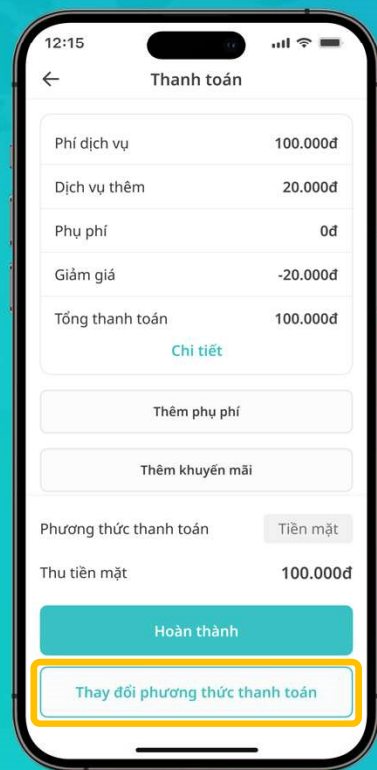 12:15
Thanh toán
Phí dịch vụ 100.000đ
Dịch vụ thêm 20.000đ
Phụ phí 0đ
Giảm giá -20.000đ
Tổng thanh toán 100.000đ
Chi tiết
Thêm phụ phí
Thêm khuyến mãi
Phương thức thanh toán Tiền mặt
Thu tiền mặt 100.000đ
Hoàn thành
Thay đổi phương thức thanh toán